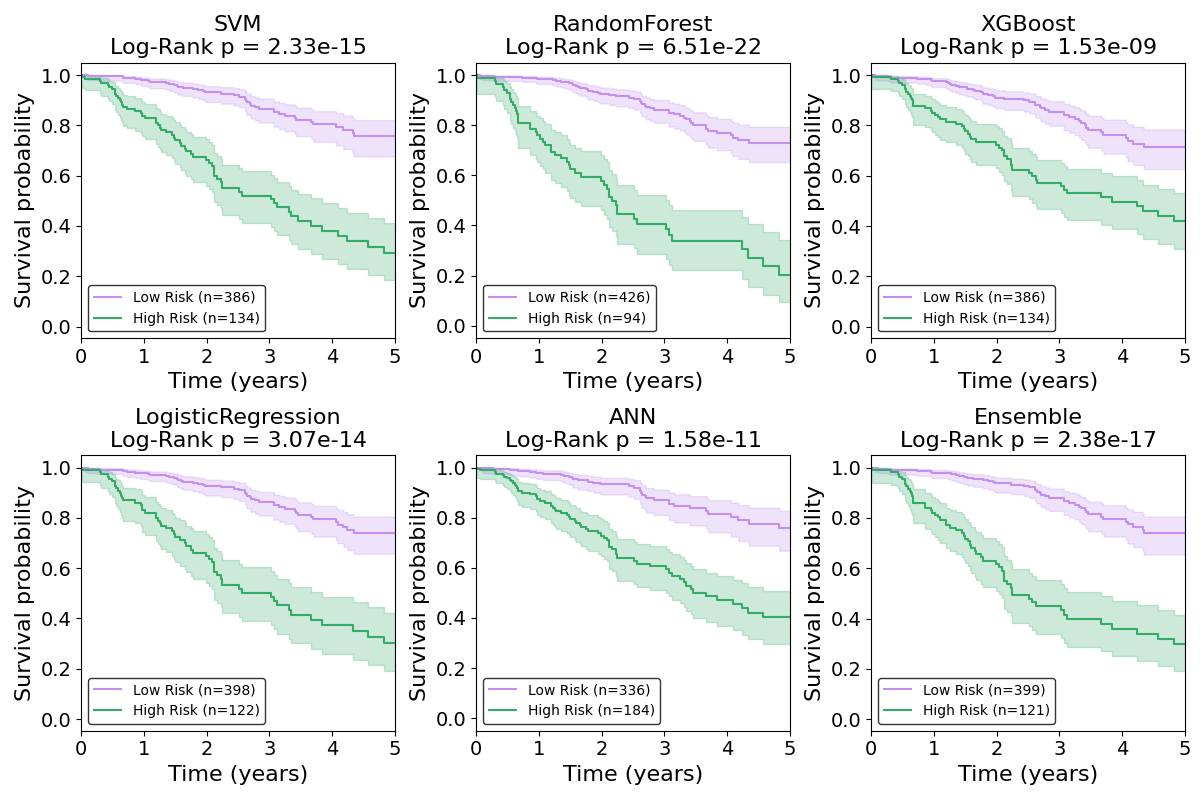 SVM
Log-Rank p = 2.33e-15
Survival probability
1.0
0.8
0.6
0.4
0.2
0.0
Low Risk (n=386)
High Risk (n=134)
0 1 2 3 4 5
Time (years)
RandomForest
Log-Rank p = 6.51e-22
Survival probability
1.0
0.8
0.6
0.4
0.2
0.0
Low Risk (n=426)
High Risk (n=94)
0 1 2 3 4 5
Time (years)
XGBoost
Log-Rank p = 1.53e-09
Survival probability
1.0
0.8
0.6
0.4
0.2
0.0
Low Risk (n=386)
High Risk (n=134)
0 1 2 3 4 5
Time (years)
LogisticRegression
Log-Rank p = 3.07e-14
Survival probability
1.0
0.8
0.6
0.4
0.2
0.0
Low Risk (n=398)
High Risk (n=122)
0 1 2 3 4 5
Time (years)
ANN
Log-Rank p = 1.58e-11
Survival probability
1.0
0.8
0.6
0.4
0.2
0.0
Low Risk (n=336)
High Risk (n=184)
0 1 2 3 4 5
Time (years)
Ensemble
Log-Rank p = 2.38e-17
Survival probability
1.0
0.8
0.6
0.4
0.2
0.0
Low Risk (n=399)
High Risk (n=121)
0 1 2 3 4 5
Time (years)